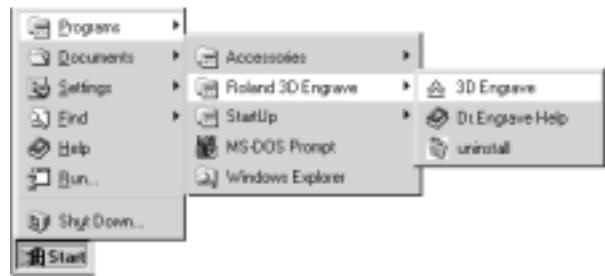 Programs
Documents
Settings
Find
Help
Run...
Shut Down...
Start
Accessories
Roland 3D Engrave
StartUp
MS-DOS Prompt
Windows Explorer
3D Engrave
Dr.Engrave Help
uninstall